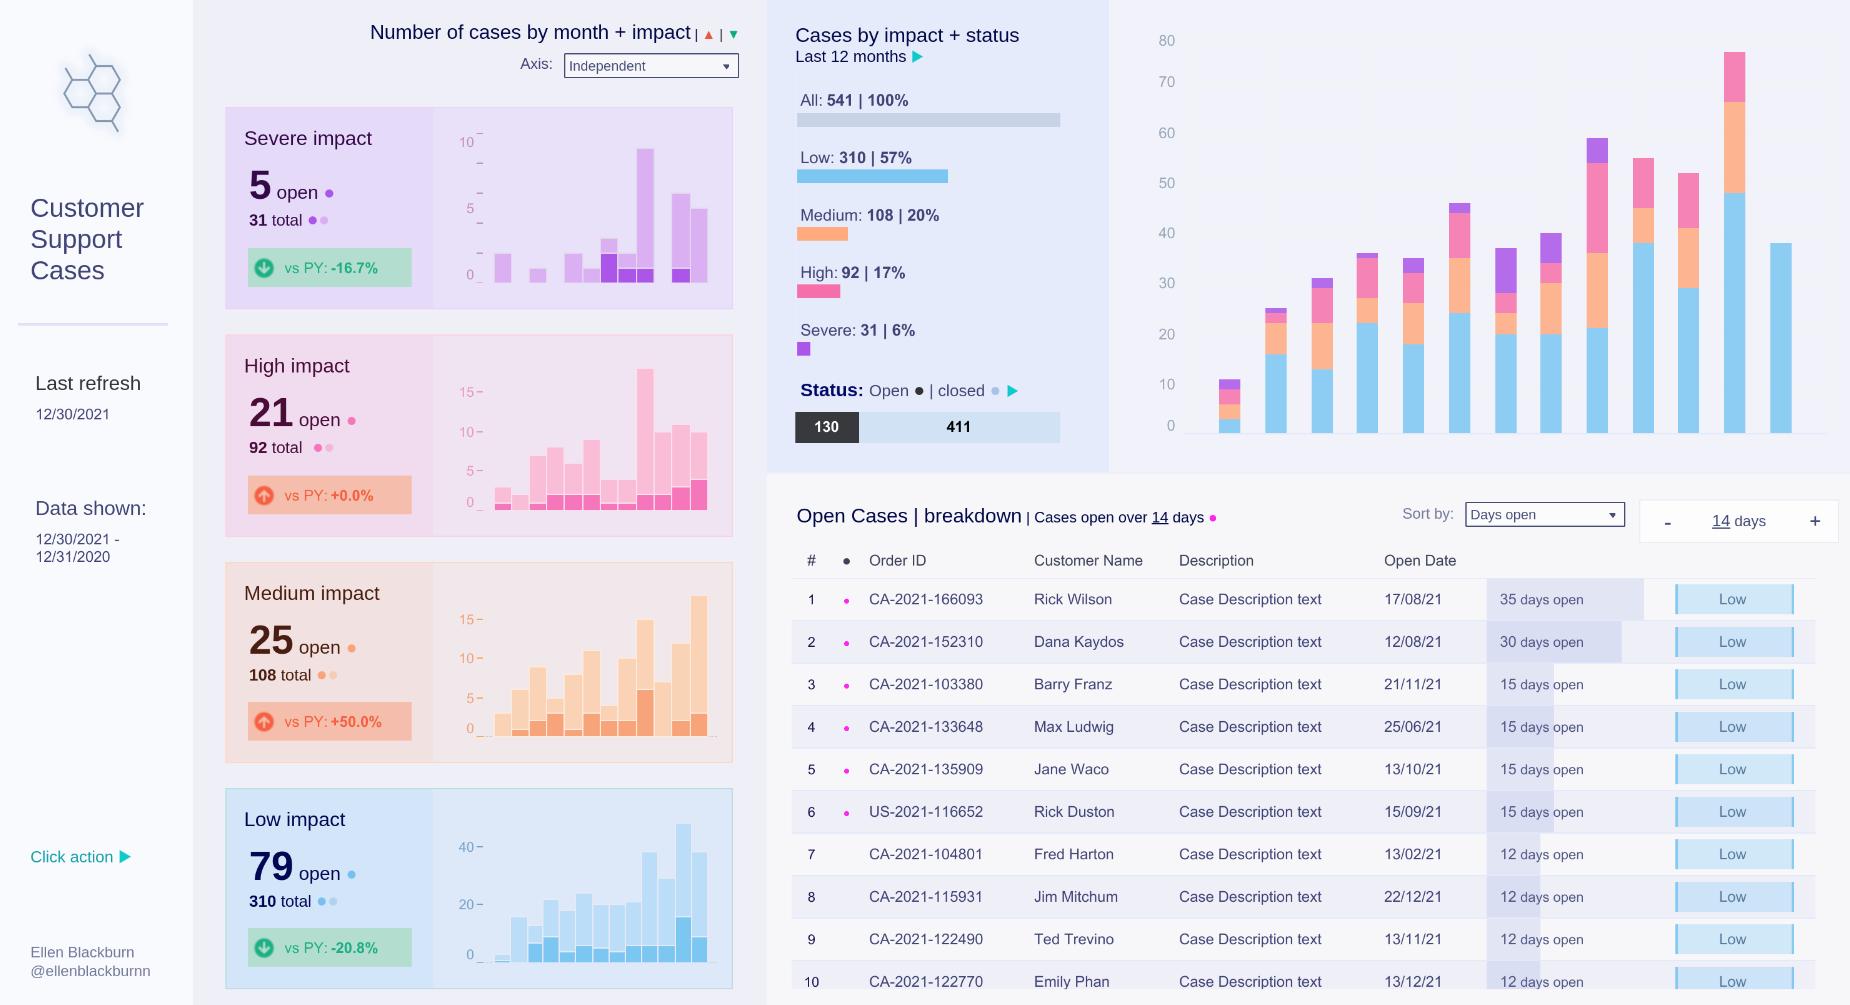 Customer
Support
Cases
Last refresh
12/30/2021
Data shown:
12/30/2021 -
12/31/2020
Click action ▶
Ellen Blackburn
@ellenblackburnn
Number of cases by month + impact | ▲ | ▼
Axis: Independent
Severe impact
5 open
31 total
vs PY: -16.7%
10
5
0
High impact
21 open
92 total
vs PY: +0.0%
15
10
5
0
Medium impact
25 open
108 total
vs PY: +50.0%
15
10
5
0
Low impact
79 open
310 total
vs PY: -20.8%
40
20
0
Cases by impact + status
Last 12 months ▶
All: 541 | 100%
Low: 310 | 57%
Medium: 108 | 20%
High: 92 | 17%
Severe: 31 | 6%
Status: Open ● | closed ● ▶
130 411
80
70
60
50
40
30
20
10
0
Open Cases | breakdown | Cases open over 14 days ●
Sort by: Days open
- 14 days +
# ● Order ID Customer Name Description Open Date
1 ● CA-2021-166093 Rick Wilson Case Description text 17/08/21 35 days open Low
2 ● CA-2021-152310 Dana Kaydos Case Description text 12/08/21 30 days open Low
3 ● CA-2021-103380 Barry Franz Case Description text 21/11/21 15 days open Low
4 ● CA-2021-133648 Max Ludwig Case Description text 25/06/21 15 days open Low
5 ● CA-2021-135909 Jane Waco Case Description text 13/10/21 15 days open Low
6 ● US-2021-116652 Rick Duston Case Description text 15/09/21 15 days open Low
7 CA-2021-104801 Fred Harton Case Description text 13/02/21 12 days open Low
8 CA-2021-115931 Jim Mitchum Case Description text 22/12/21 12 days open Low
9 CA-2021-122490 Ted Trevino Case Description text 13/11/21 12 days open Low
10 CA-2021-122770 Emily Phan Case Description text 13/12/21 12 days open Low